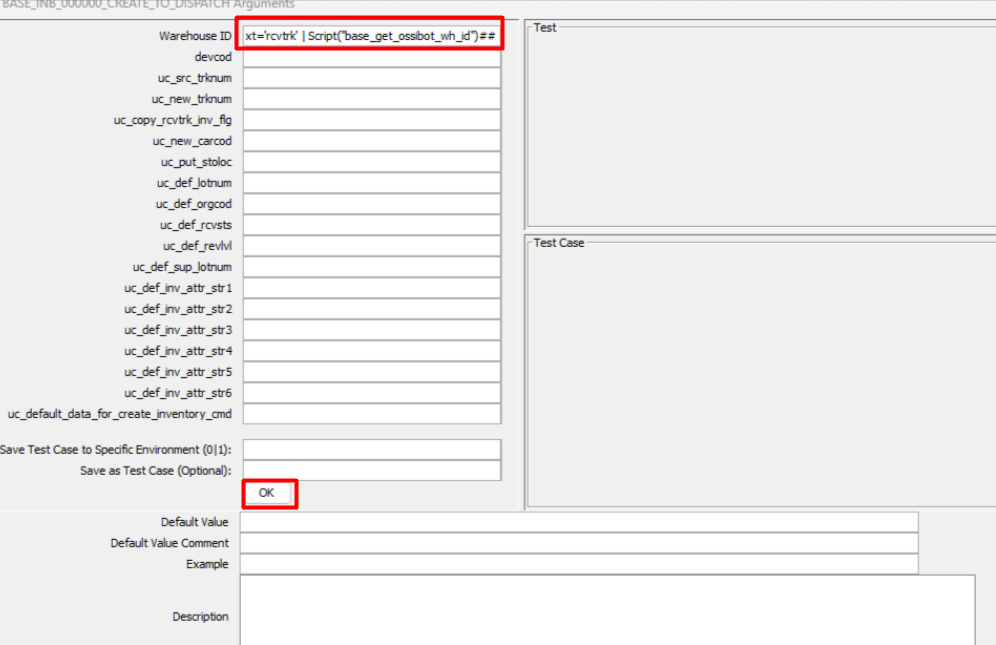 BASE_INB_000000_CREATE_TO_DISPATCH Arguments
Warehouse ID xt='rcvtrk' | Script("base_get_ossibot_wh_id")##
devcod
uc_src_trknum
uc_new_trknum
uc_copy_rcvtrk_inv_flg
uc_new_carcod
uc_put_stoloc
uc_def_lotnum
uc_def_orgcod
uc_def_rcvsts
uc_def_revlvl
uc_def_sup_lotnum
uc_def_inv_attr_str1
uc_def_inv_attr_str2
uc_def_inv_attr_str3
uc_def_inv_attr_str4
uc_def_inv_attr_str5
uc_def_inv_attr_str6
uc_default_data_for_create_inventory_cmd
Save Test Case to Specific Environment (0|1):
Save as Test Case (Optional):
OK
Test
Test Case
Default Value
Default Value Comment
Example
Description